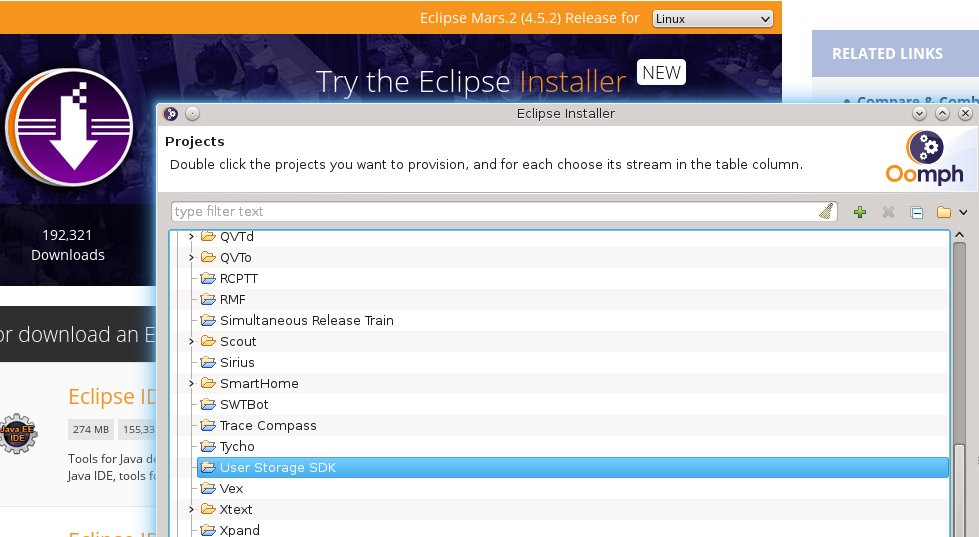 Eclipse Mars.2 (4.5.2) Release for Linux
RELATED LINKS
Try the Eclipse Installer NEW
Compare & Comb
192,321
Downloads
or download an E
Eclipse ID
274 MB 155,33
Java EE
IDE
Tools for Java de
Java IDE, tools fo
Eclipse ID
Eclipse Installer
Projects
Double click the projects you want to provision, and for each choose its stream in the table column.
Oomph
type filter text
QVTd
QVTo
RCPTT
RMF
Simultaneous Release Train
Scout
Sirius
SmartHome
SWTBot
Trace Compass
Tycho
User Storage SDK
Vex
Xtext
Xpand